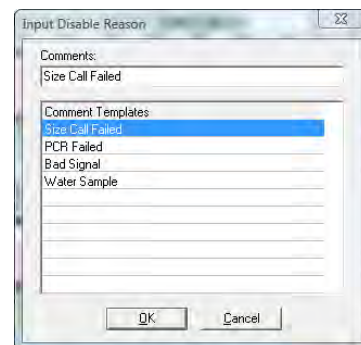 Input Disable Reason
Comments:
Size Call Failed
Comment Templates
Size Call Failed
PCR Failed
Bad Signal
Water Sample
OK
Cancel